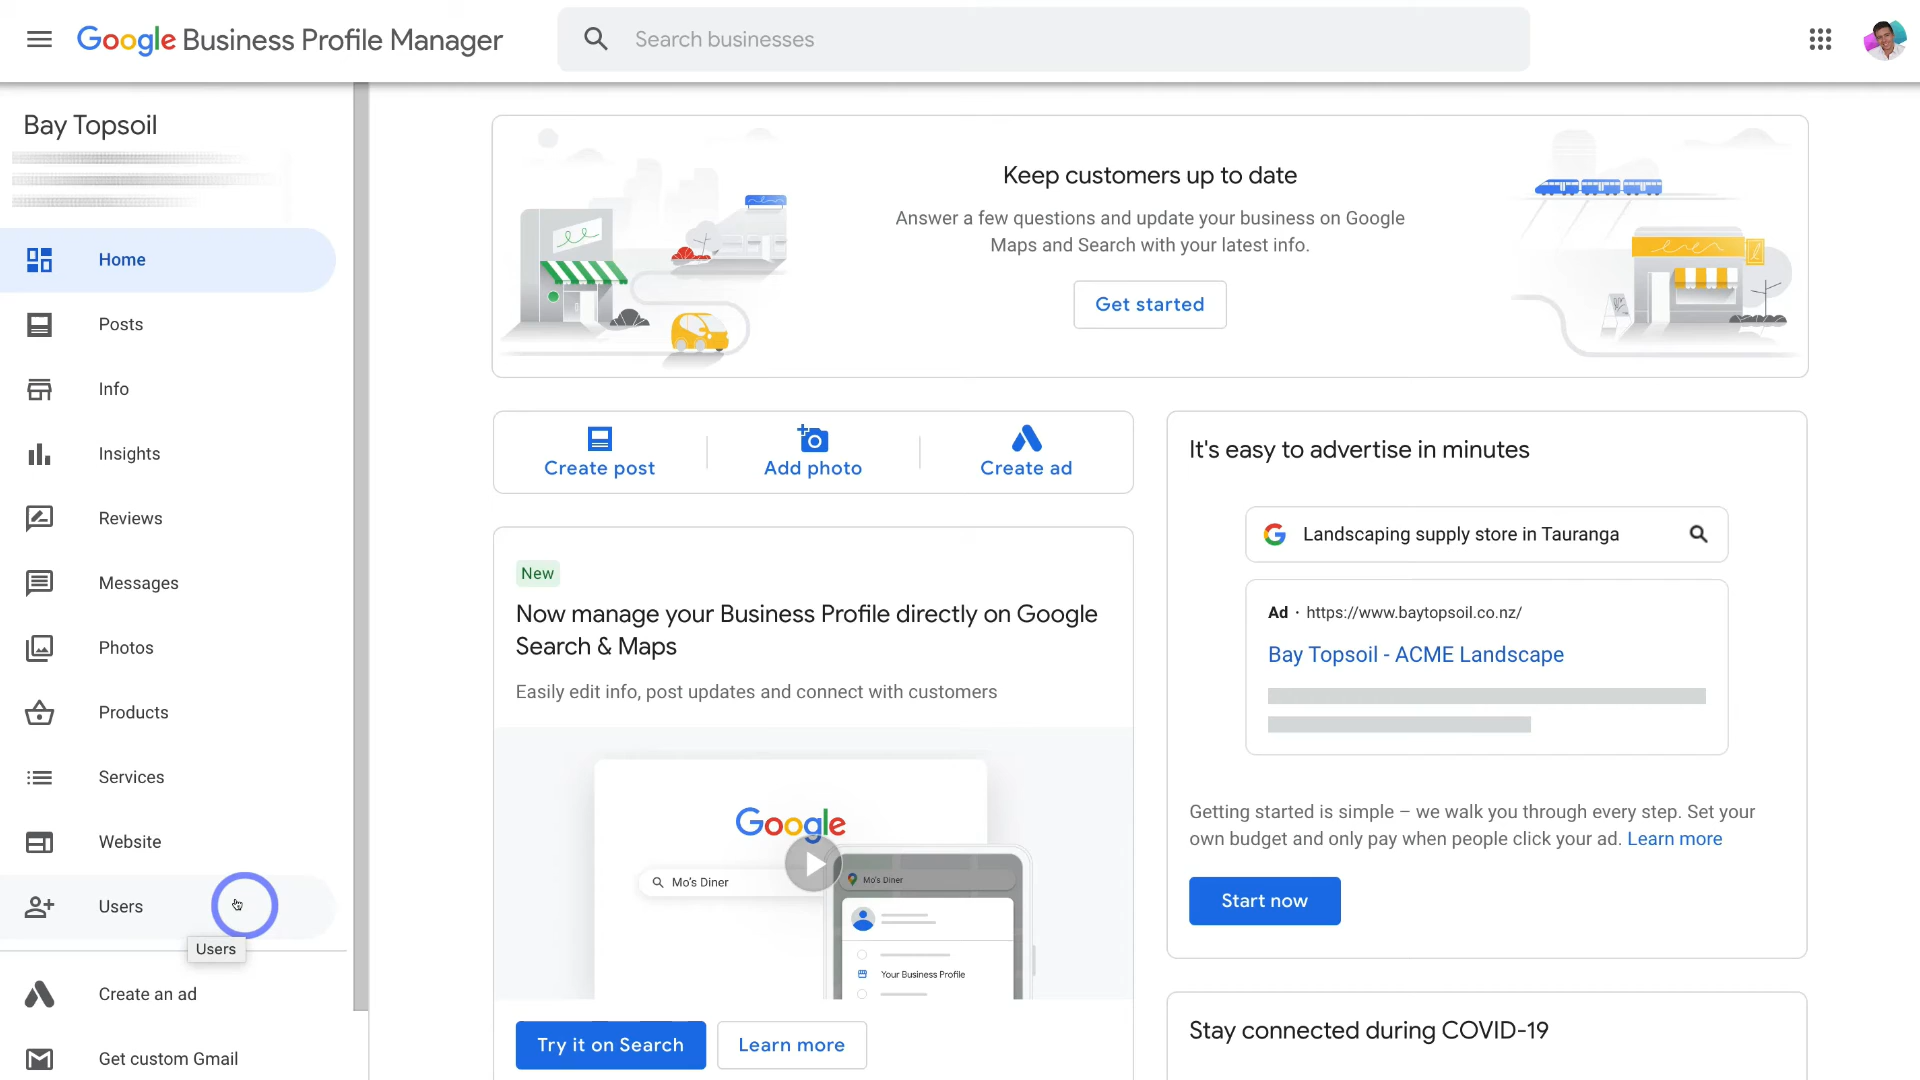 Google Business Profile Manager
Search businesses
Bay Topsoil
Home
Posts
Info
Insights
Reviews
Messages
Photos
Products
Services
Website
Users
Users
Create an ad
Get custom Gmail
Keep customers up to date
Answer a few questions and update your business on Google
Maps and Search with your latest info.
Get started
Create post
Add photo
Create ad
New
Now manage your Business Profile directly on Google
Search & Maps
Easily edit info, post updates and connect with customers
Google
Mo's Diner
Mo's Diner
Your Business Profile
Try it on Search
Learn more
It's easy to advertise in minutes
Landscaping supply store in Tauranga
Ad · https://www.baytopsoil.co.nz/
Bay Topsoil - ACME Landscape
Getting started is simple – we walk you through every step. Set your
own budget and only pay when people click your ad. Learn more
Start now
Stay connected during COVID-19